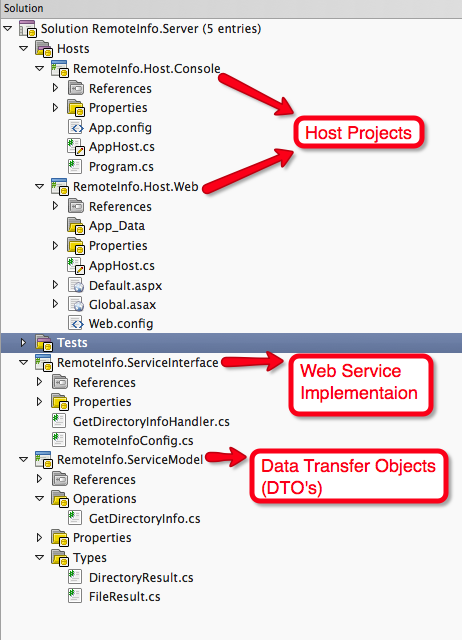 Solution
Solution RemoteInfo.Server (5 entries)
Hosts
RemoteInfo.Host.Console
References
Properties
App.config
AppHost.cs
Program.cs
RemoteInfo.Host.Web
References
App_Data
Properties
AppHost.cs
Default.aspx
Global.asax
Web.config
Tests
RemoteInfo.ServiceInterface
References
Properties
GetDirectoryInfoHandler.cs
RemoteInfoConfig.cs
RemoteInfo.ServiceModel
References
Operations
GetDirectoryInfo.cs
Properties
Types
DirectoryResult.cs
FileResult.cs
Host Projects
Web Service
Implementaion
Data Transfer Objects
(DTO's)